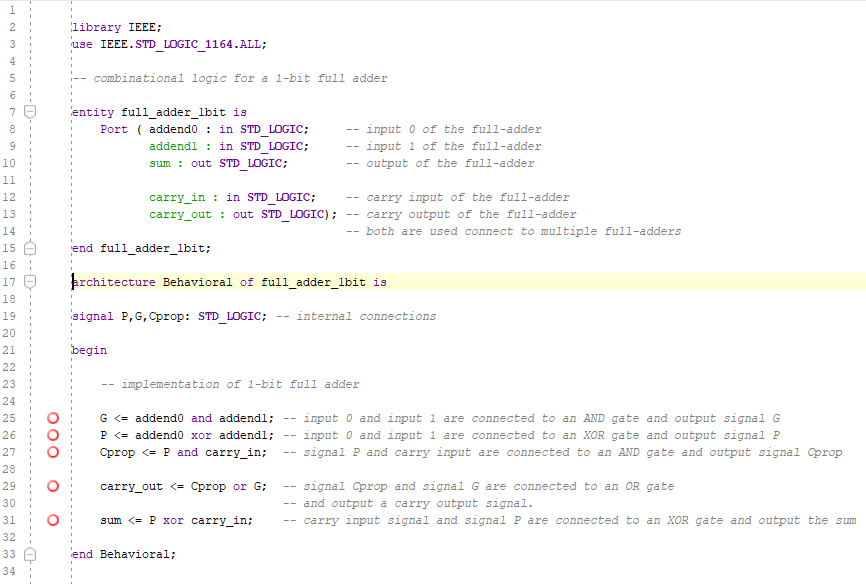 1
2 library IEEE;
3 use IEEE.STD_LOGIC_1164.ALL;
4
5 -- combinational logic for a 1-bit full adder
6
7 entity full_adder_1bit is
8 Port ( addend0 : in STD_LOGIC; -- input 0 of the full-adder
9 addend1 : in STD_LOGIC; -- input 1 of the full-adder
10 sum : out STD_LOGIC; -- output of the full-adder
11
12 carry_in : in STD_LOGIC; -- carry input of the full-adder
13 carry_out : out STD_LOGIC); -- carry output of the full-adder
14 -- both are used connect to multiple full-adders
15 end full_adder_1bit;
16
17 architecture Behavioral of full_adder_1bit is
18
19 signal P,G,Cprop: STD_LOGIC; -- internal connections
20
21 begin
22
23 -- implementation of 1-bit full adder
24
25 G <= addend0 and addend1; -- input 0 and input 1 are connected to an AND gate and output signal G
26 P <= addend0 xor addend1; -- input 0 and input 1 are connected to an XOR gate and output signal P
27 Cprop <= P and carry_in; -- signal P and carry input are connected to an AND gate and output signal Cprop
28
29 carry_out <= Cprop or G; -- signal Cprop and signal G are connected to an OR gate
30 -- and output a carry output signal.
31 sum <= P xor carry_in; -- carry input signal and signal P are connected to an XOR gate and output the sum
32
33 end Behavioral;
34